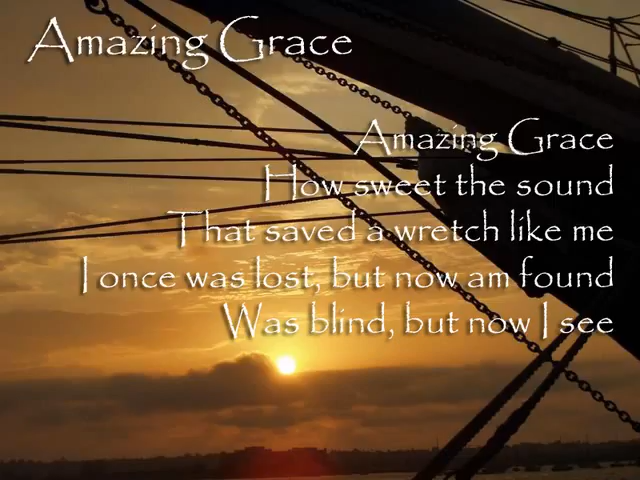 Amazing Grace
Amazing Grace
How sweet the sound
That saved a wretch like me
I once was lost, but now am found
Was blind, but now I see